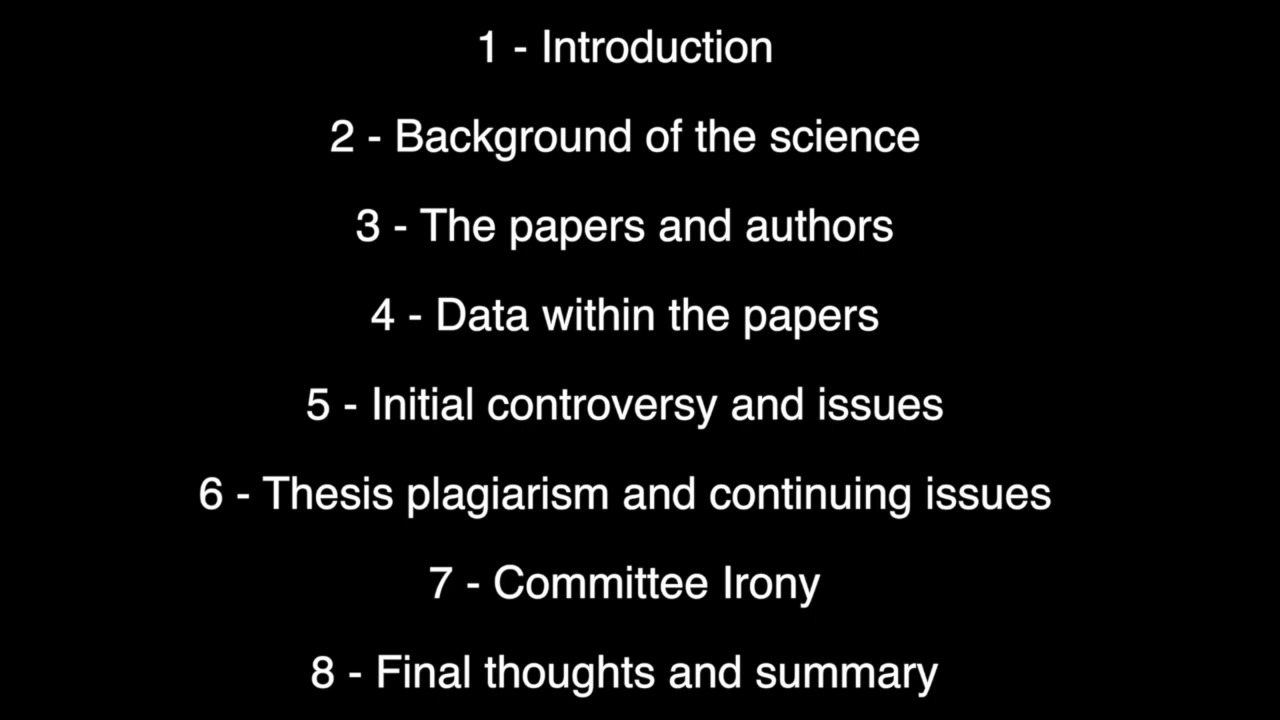 1 - Introduction
2 - Background of the science
3 - The papers and authors
4 - Data within the papers
5 - Initial controversy and issues
6 - Thesis plagiarism and continuing issues
7 - Committee Irony
8 - Final thoughts and summary